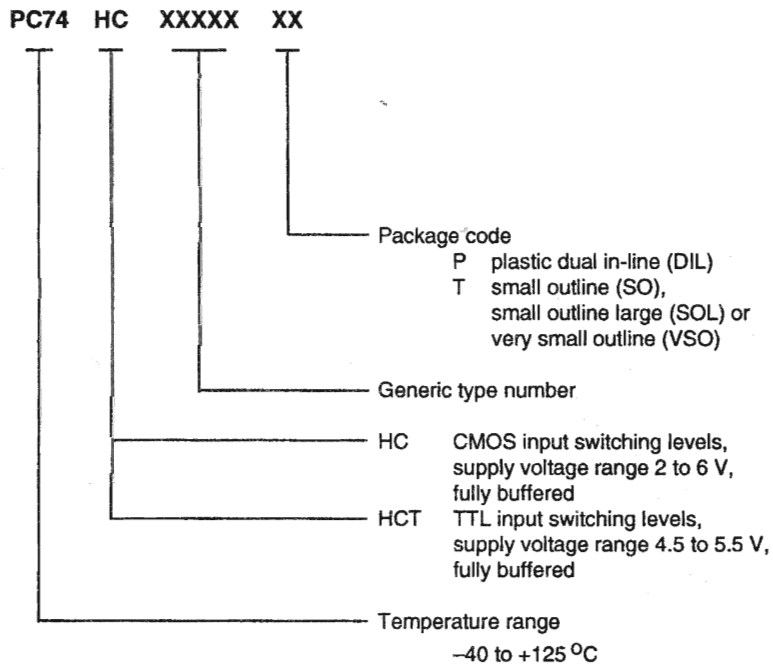 PC74 HC XXXXX XX
Package code
P plastic dual in-line (DIL)
T small outline (SO),
small outline large (SOL) or
very small outline (VSO)
Generic type number
HC CMOS input switching levels,
supply voltage range 2 to 6 V,
fully buffered
HCT TTL input switching levels,
supply voltage range 4.5 to 5.5 V,
fully buffered
Temperature range
–40 to +125 °C